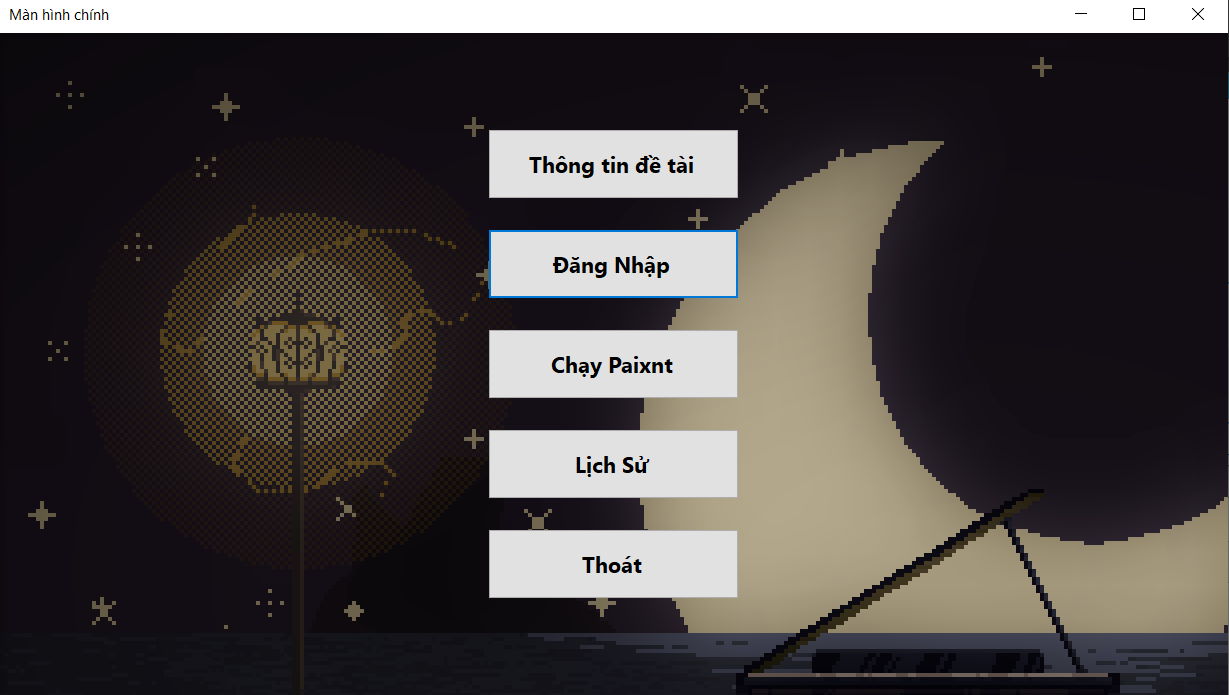 Màn hình chính
Thông tin đề tài
Đăng Nhập
Chạy Paixnt
Lịch Sử
Thoát